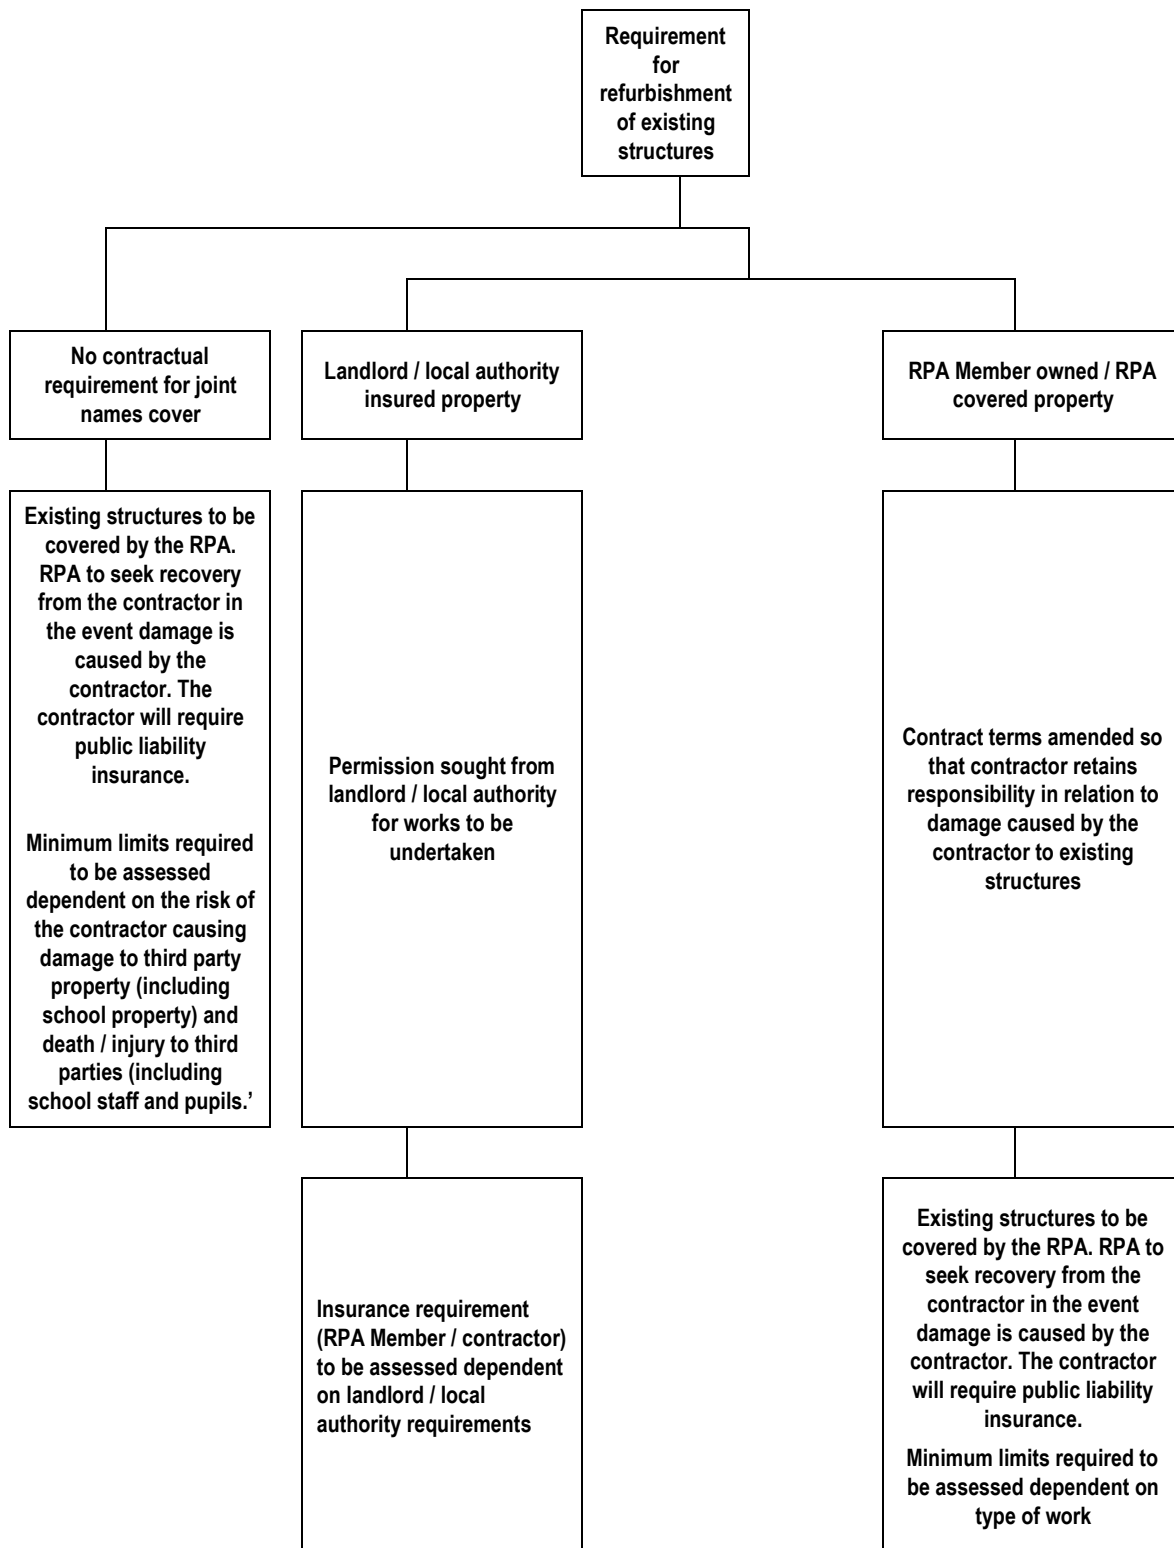 Requirement
for
refurbishment
of existing
structures
No contractual
requirement for joint
names cover
Landlord / local authority
insured property
RPA Member owned / RPA
covered property
Existing structures to be
covered by the RPA.
RPA to seek recovery
from the contractor in
the event damage is
caused by the
contractor. The
contractor will require
public liability
insurance.
Minimum limits required
to be assessed
dependent on the risk of
the contractor causing
damage to third party
property (including
school property) and
death / injury to third
parties (including
school staff and pupils.’
Permission sought from
landlord / local authority
for works to be
undertaken
Contract terms amended so
that contractor retains
responsibility in relation to
damage caused by the
contractor to existing
structures
Insurance requirement
(RPA Member / contractor)
to be assessed dependent
on landlord / local
authority requirements
Existing structures to be
covered by the RPA. RPA to
seek recovery from the
contractor in the event
damage is caused by the
contractor. The contractor
will require public liability
insurance.
Minimum limits required to
be assessed dependent on
type of work